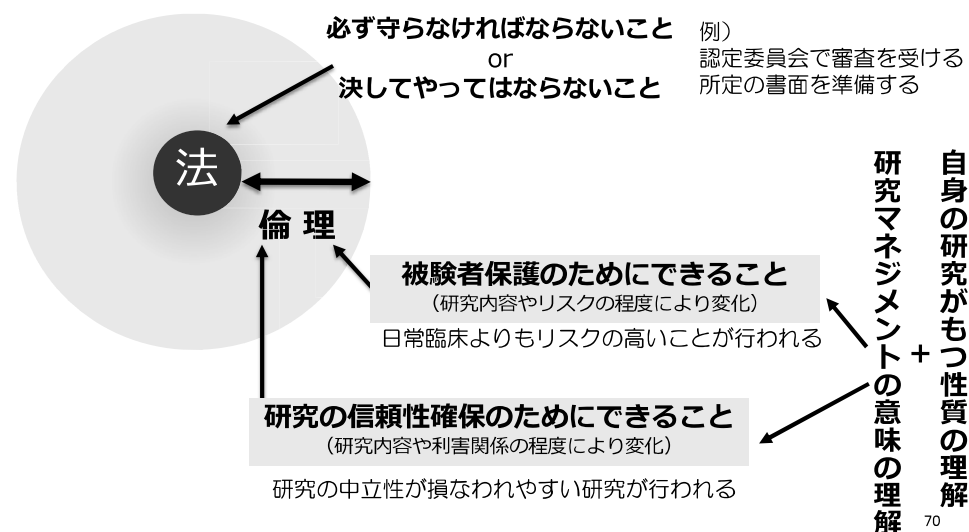 必ず守らなければならないこと
or
決してやってはならないこと
例）
認定委員会で審査を受ける
所定の書面を準備する
法
倫 理
被験者保護のためにできること
（研究内容やリスクの程度により変化）
日常臨床よりもリスクの高いことが行われる
研究の信頼性確保のためにできること
（研究内容や利害関係の程度により変化）
研究の中立性が損なわれやすい研究が行われる
自身の研究がもつ性質の理解
+
研究マネジメントの意味の理解
70